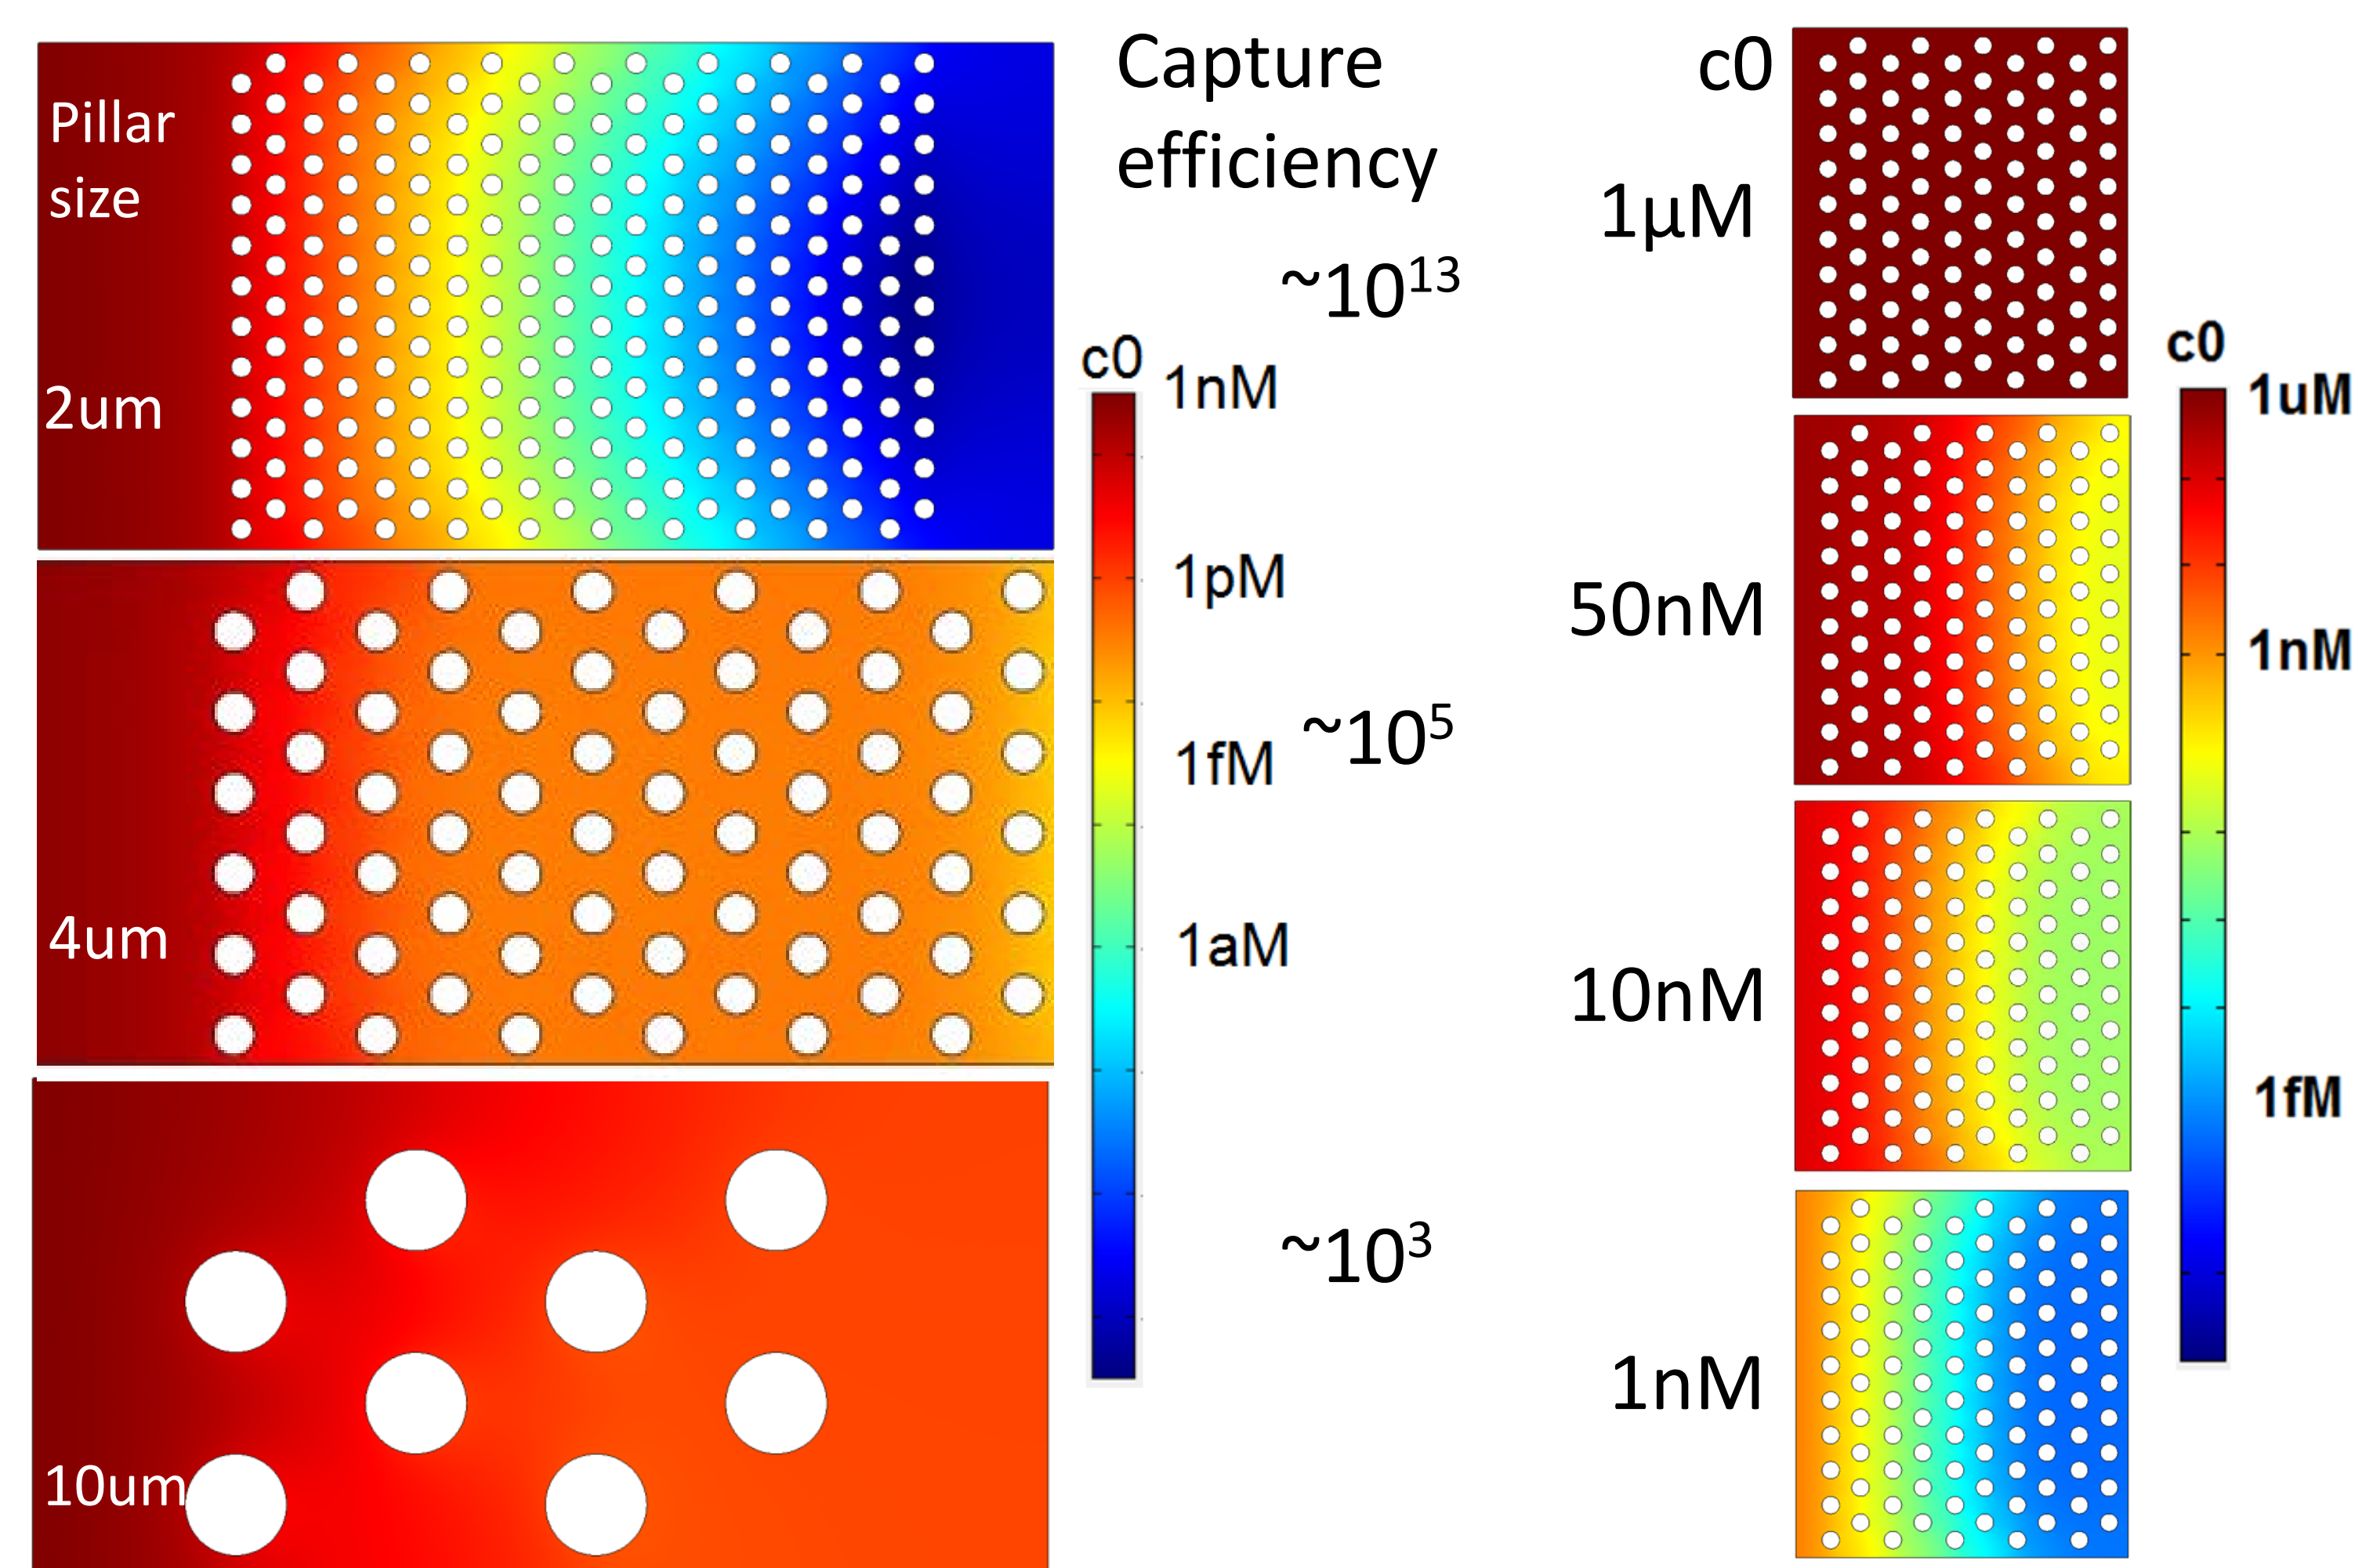 Pillar
size
2um
4um
10um
Capture
efficiency
~10¹³
~10⁵
~10³
c0
1nM
1pM
1fM
1aM
c0
1µM
50nM
10nM
1nM
c0
1uM
1nM
1fM